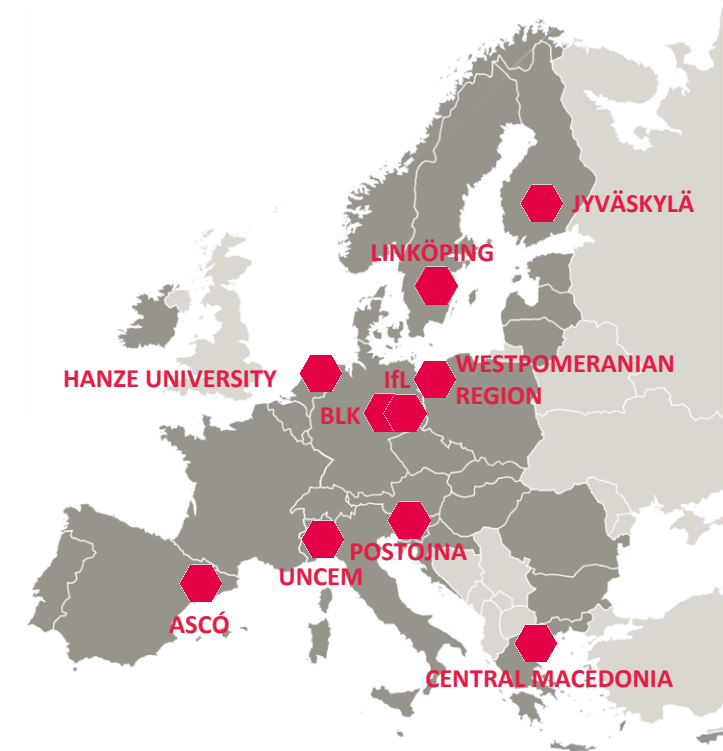 JYVÄSKYLÄ
LINKÖPING
HANZE UNIVERSITY
IfL
WESTPOMERANIAN
REGION
BLK
POSTOJNA
UNCEM
ASCÓ
CENTRAL MACEDONIA